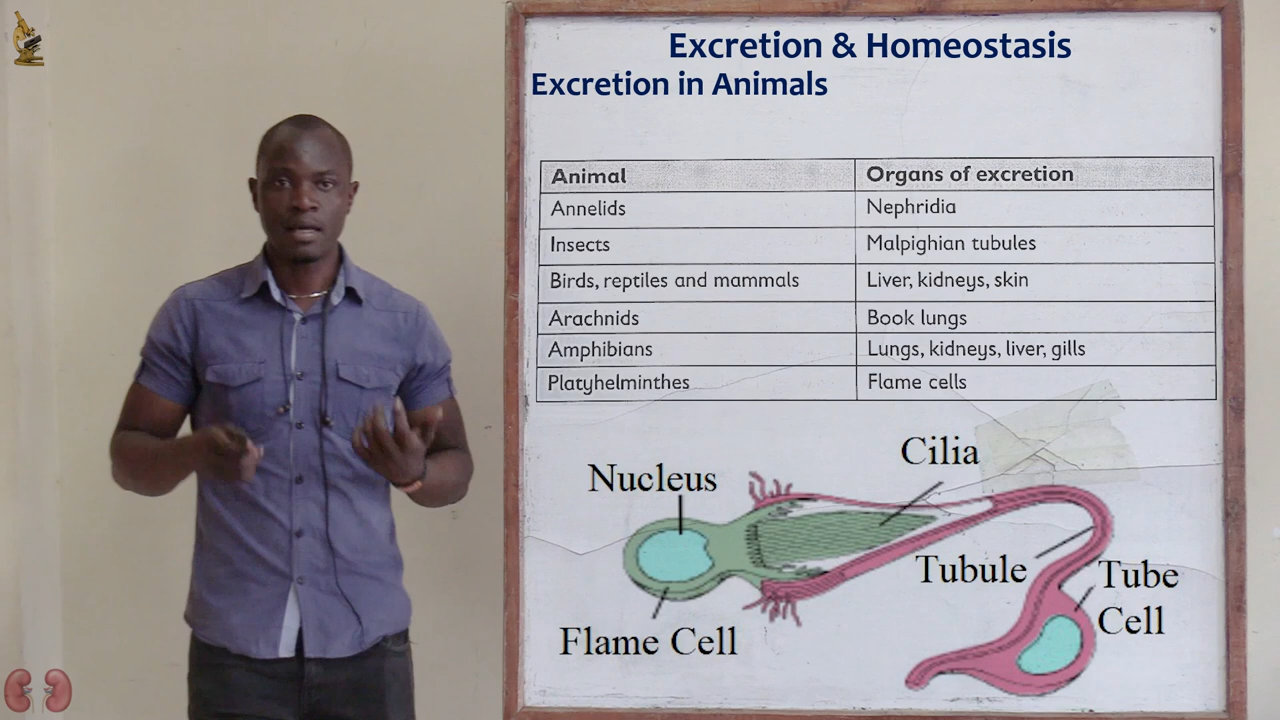 Excretion & Homeostasis
Excretion in Animals
Animal Organs of excretion
Annelids Nephridia
Insects Malpighian tubules
Birds, reptiles and mammals Liver, kidneys, skin
Arachnids Book lungs
Amphibians Lungs, kidneys, liver, gills
Platyhelminthes Flame cells
Cilia
Nucleus
Tubule
Tube
Cell
Flame Cell